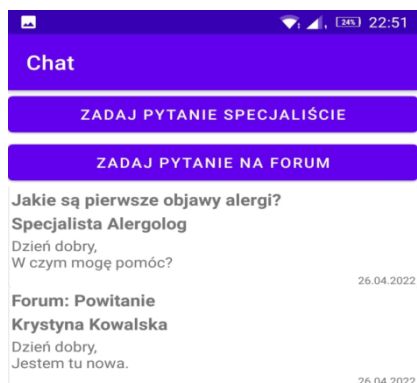 24% 22:51
Chat
ZADAJ PYTANIE SPECJALIŚCIE
ZADAJ PYTANIE NA FORUM
Jakie są pierwsze objawy alergi?
Specjalista Alergolog
Dzień dobry,
W czym mogę pomóc?
26.04.2022
Forum: Powitanie
Krystyna Kowalska
Dzień dobry,
Jestem tu nowa.
26.04.2022